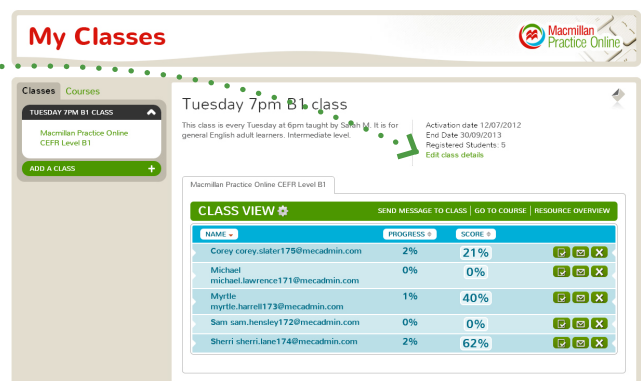 My Classes
Macmillan
Practice Online
Classes Courses
TUESDAY 7PM B1 CLASS
Macmillan Practice Online
CEFR Level B1
ADD A CLASS +
Tuesday 7pm B1 class
This class is every Tuesday at 6pm taught by Sarah M. It is for
general English adult learners. Intermediate level.
Activation date 12/07/2012
End Date 30/09/2013
Registered Students: 5
Edit class details
Macmillan Practice Online CEFR Level B1
CLASS VIEW SEND MESSAGE TO CLASS | GO TO COURSE | RESOURCE OVERVIEW
NAME PROGRESS SCORE
Corey corey.slater175@mecadmin.com 2% 21%
Michael
michael.lawrence171@mecadmin.com 0% 0%
Myrtle
myrtle.harrell173@mecadmin.com 1% 40%
Sam sam.hensley172@mecadmin.com 0% 0%
Sherri sherri.lane174@mecadmin.com 2% 62%